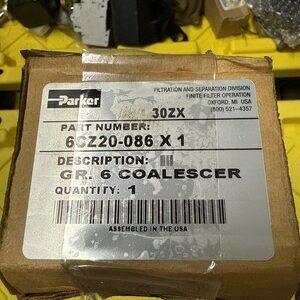 Parker
FILTRATION AND SEPARATION DIVISION
FINITE FILTER OPERATION
OXFORD, MI USA
(800) 521-4357
30ZX
PART NUMBER:
6CZ20-086 X 1
DESCRIPTION:
GR. 6 COALESCER
QUANTITY: 1
ASSEMBLED IN THE USA